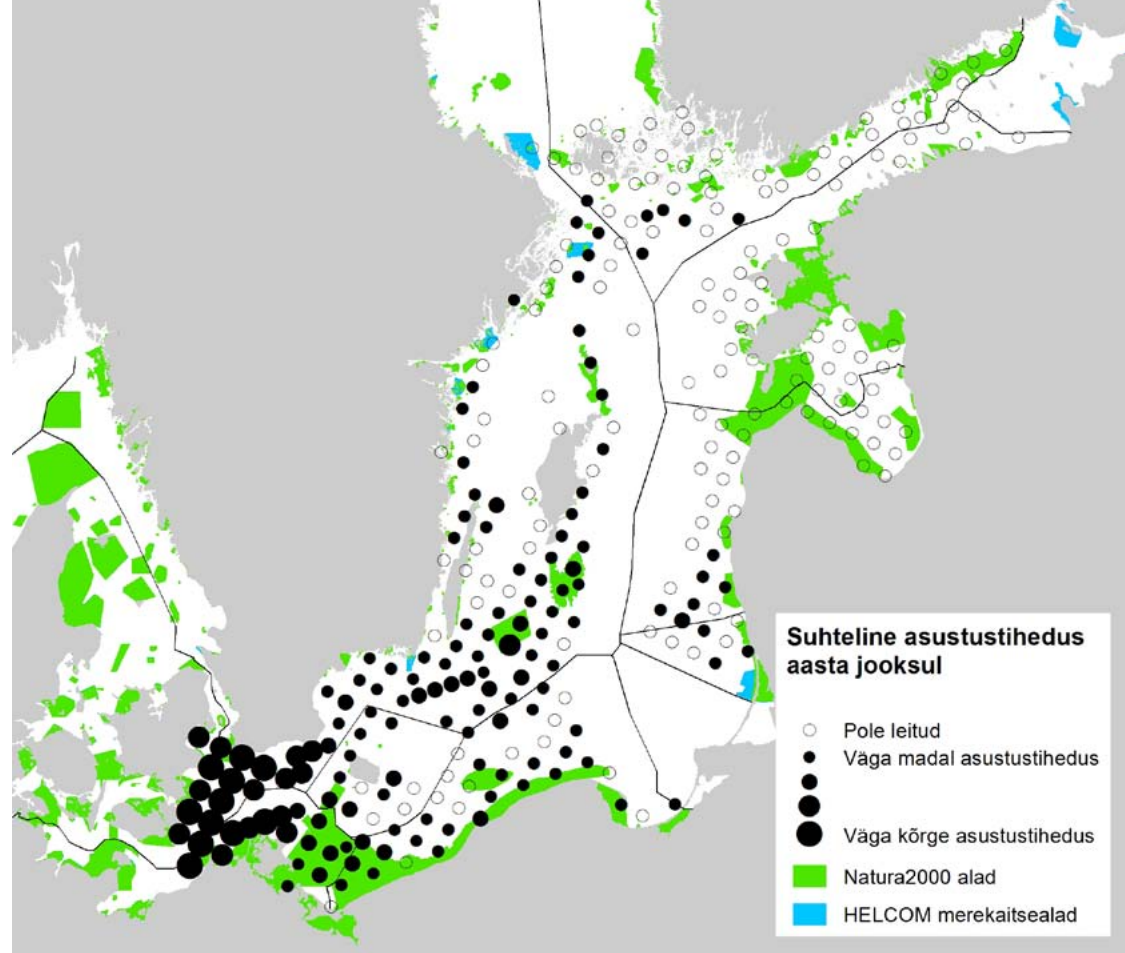 Suhteline asustustihedus
aasta jooksul
Pole leitud
Väga madal asustustihedus
Väga kõrge asustustihedus
Natura2000 alad
HELCOM merekaitsealad